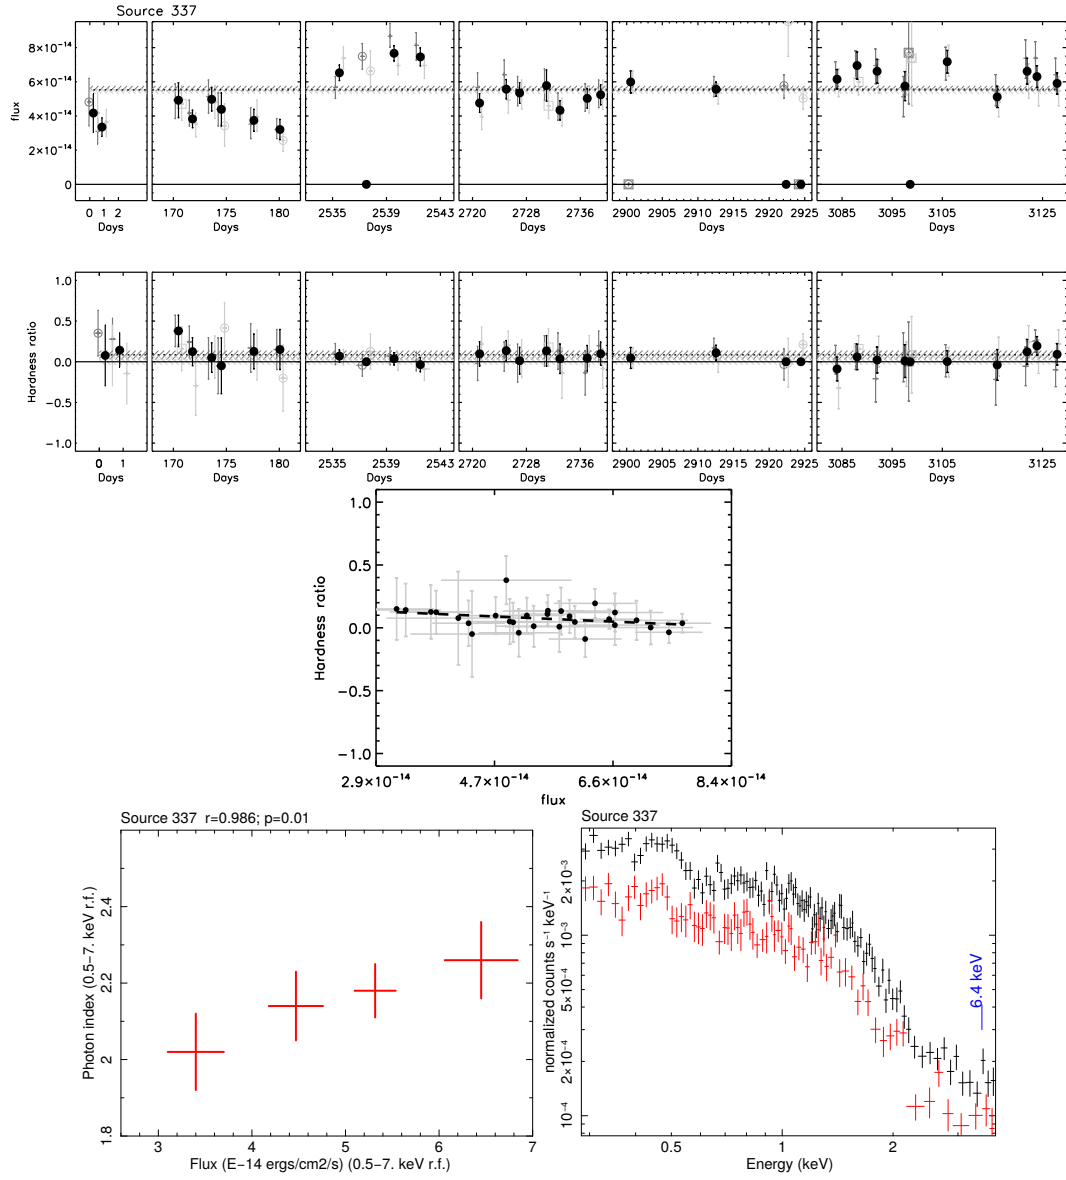 Source 337
flux
8×10⁻¹⁴
6×10⁻¹⁴
4×10⁻¹⁴
2×10⁻¹⁴
0
0 1 2
170 175 180
2535 2539 2543
2720 2728 2736
2900 2905 2910 2915 2920 2925
3085 3095 3105 3125
Days Days Days Days Days Days
Hardness ratio
1.0
0.5
0.0
−0.5
−1.0
0 1
170 175 180
2535 2539 2543
2720 2728 2736
2900 2905 2910 2915 2920 2925
3085 3095 3105 3125
Days Days Days Days Days Days
Hardness ratio
1.0
0.5
0.0
−0.5
−1.0
2.9×10⁻¹⁴ 4.7×10⁻¹⁴ 6.6×10⁻¹⁴ 8.4×10⁻¹⁴
flux
Source 337 r=0.986; p=0.01
Photon index (0.5−7. keV r.f.)
2.4
2.2
2
1.8
3 4 5 6 7
Flux (E−14 ergs/cm2/s) (0.5−7. keV r.f.)
Source 337
normalized counts s⁻¹ keV⁻¹
2×10⁻³
10⁻³
5×10⁻⁴
2×10⁻⁴
10⁻⁴
6.4 keV
0.5 1 2
Energy (keV)